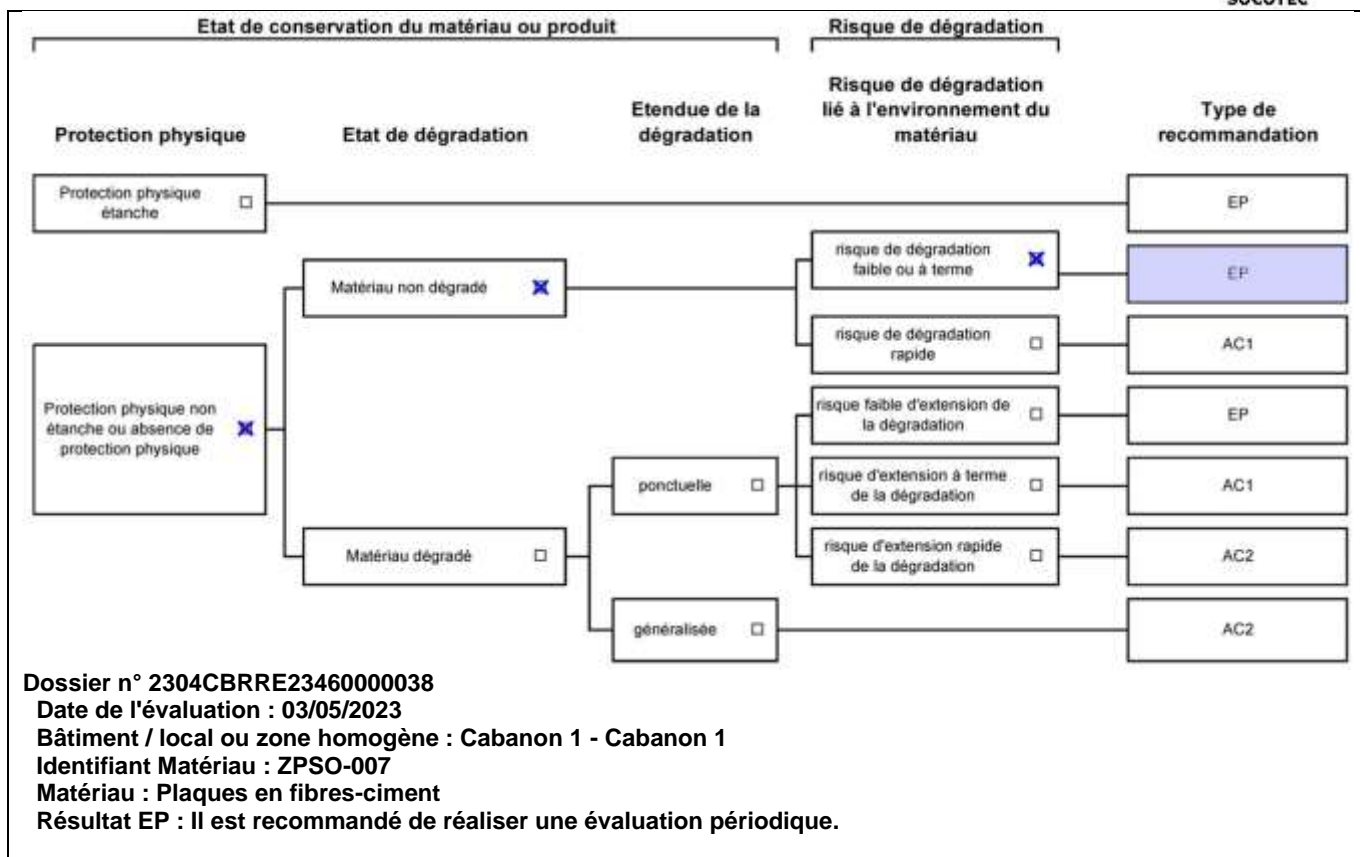 SOCOTEC
Etat de conservation du matériau ou produit
Risque de dégradation
Protection physique
Etat de dégradation
Etendue de la
dégradation
Risque de dégradation
lié à l'environnement du
matériau
Type de
recommandation
Protection physique
étanche
EP
risque de dégradation
faible ou à terme
EP
Matériau non dégradé
risque de dégradation
rapide
AC1
Protection physique non
étanche ou absence de
protection physique
risque faible d'extension de
la dégradation
EP
ponctuelle
risque d'extension à terme
de la dégradation
AC1
Matériau dégradé
risque d'extension rapide
de la dégradation
AC2
généralisée
AC2
Dossier n° 2304CBRRE23460000038
Date de l'évaluation : 03/05/2023
Bâtiment / local ou zone homogène : Cabanon 1 - Cabanon 1
Identifiant Matériau : ZPSO-007
Matériau : Plaques en fibres-ciment
Résultat EP : Il est recommandé de réaliser une évaluation périodique.